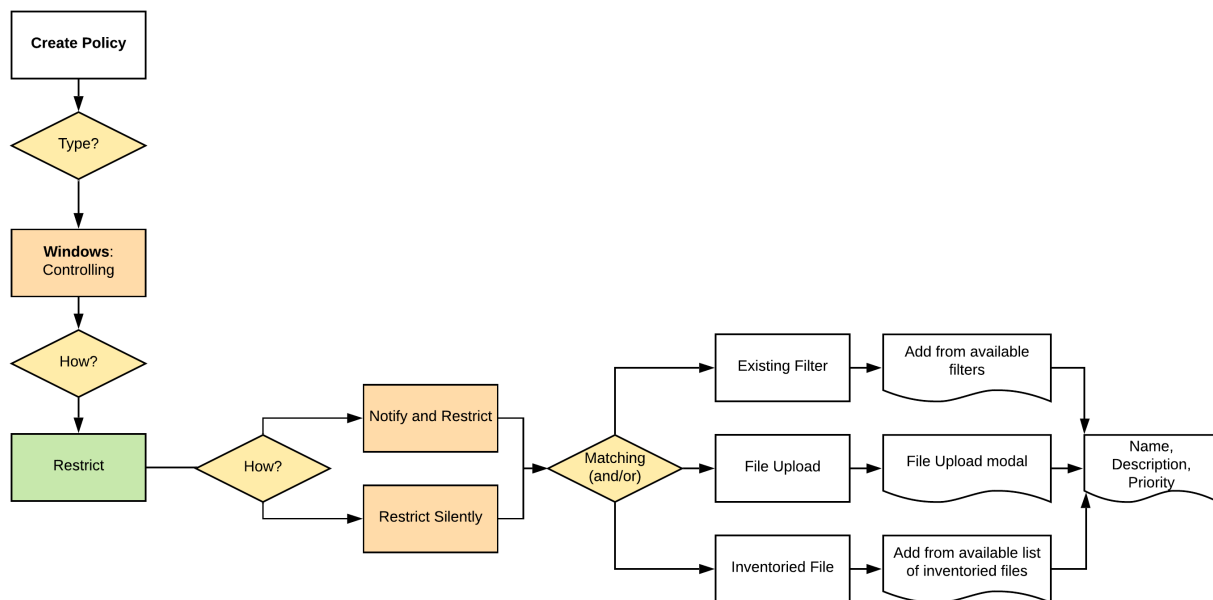 Create Policy
Type?
Windows:
Controlling
How?
Restrict
How?
Notify and Restrict
Restrict Silently
Matching
(and/or)
Existing Filter
Add from available
filters
File Upload
File Upload modal
Inventoried File
Add from available list
of inventoried files
Name,
Description,
Priority